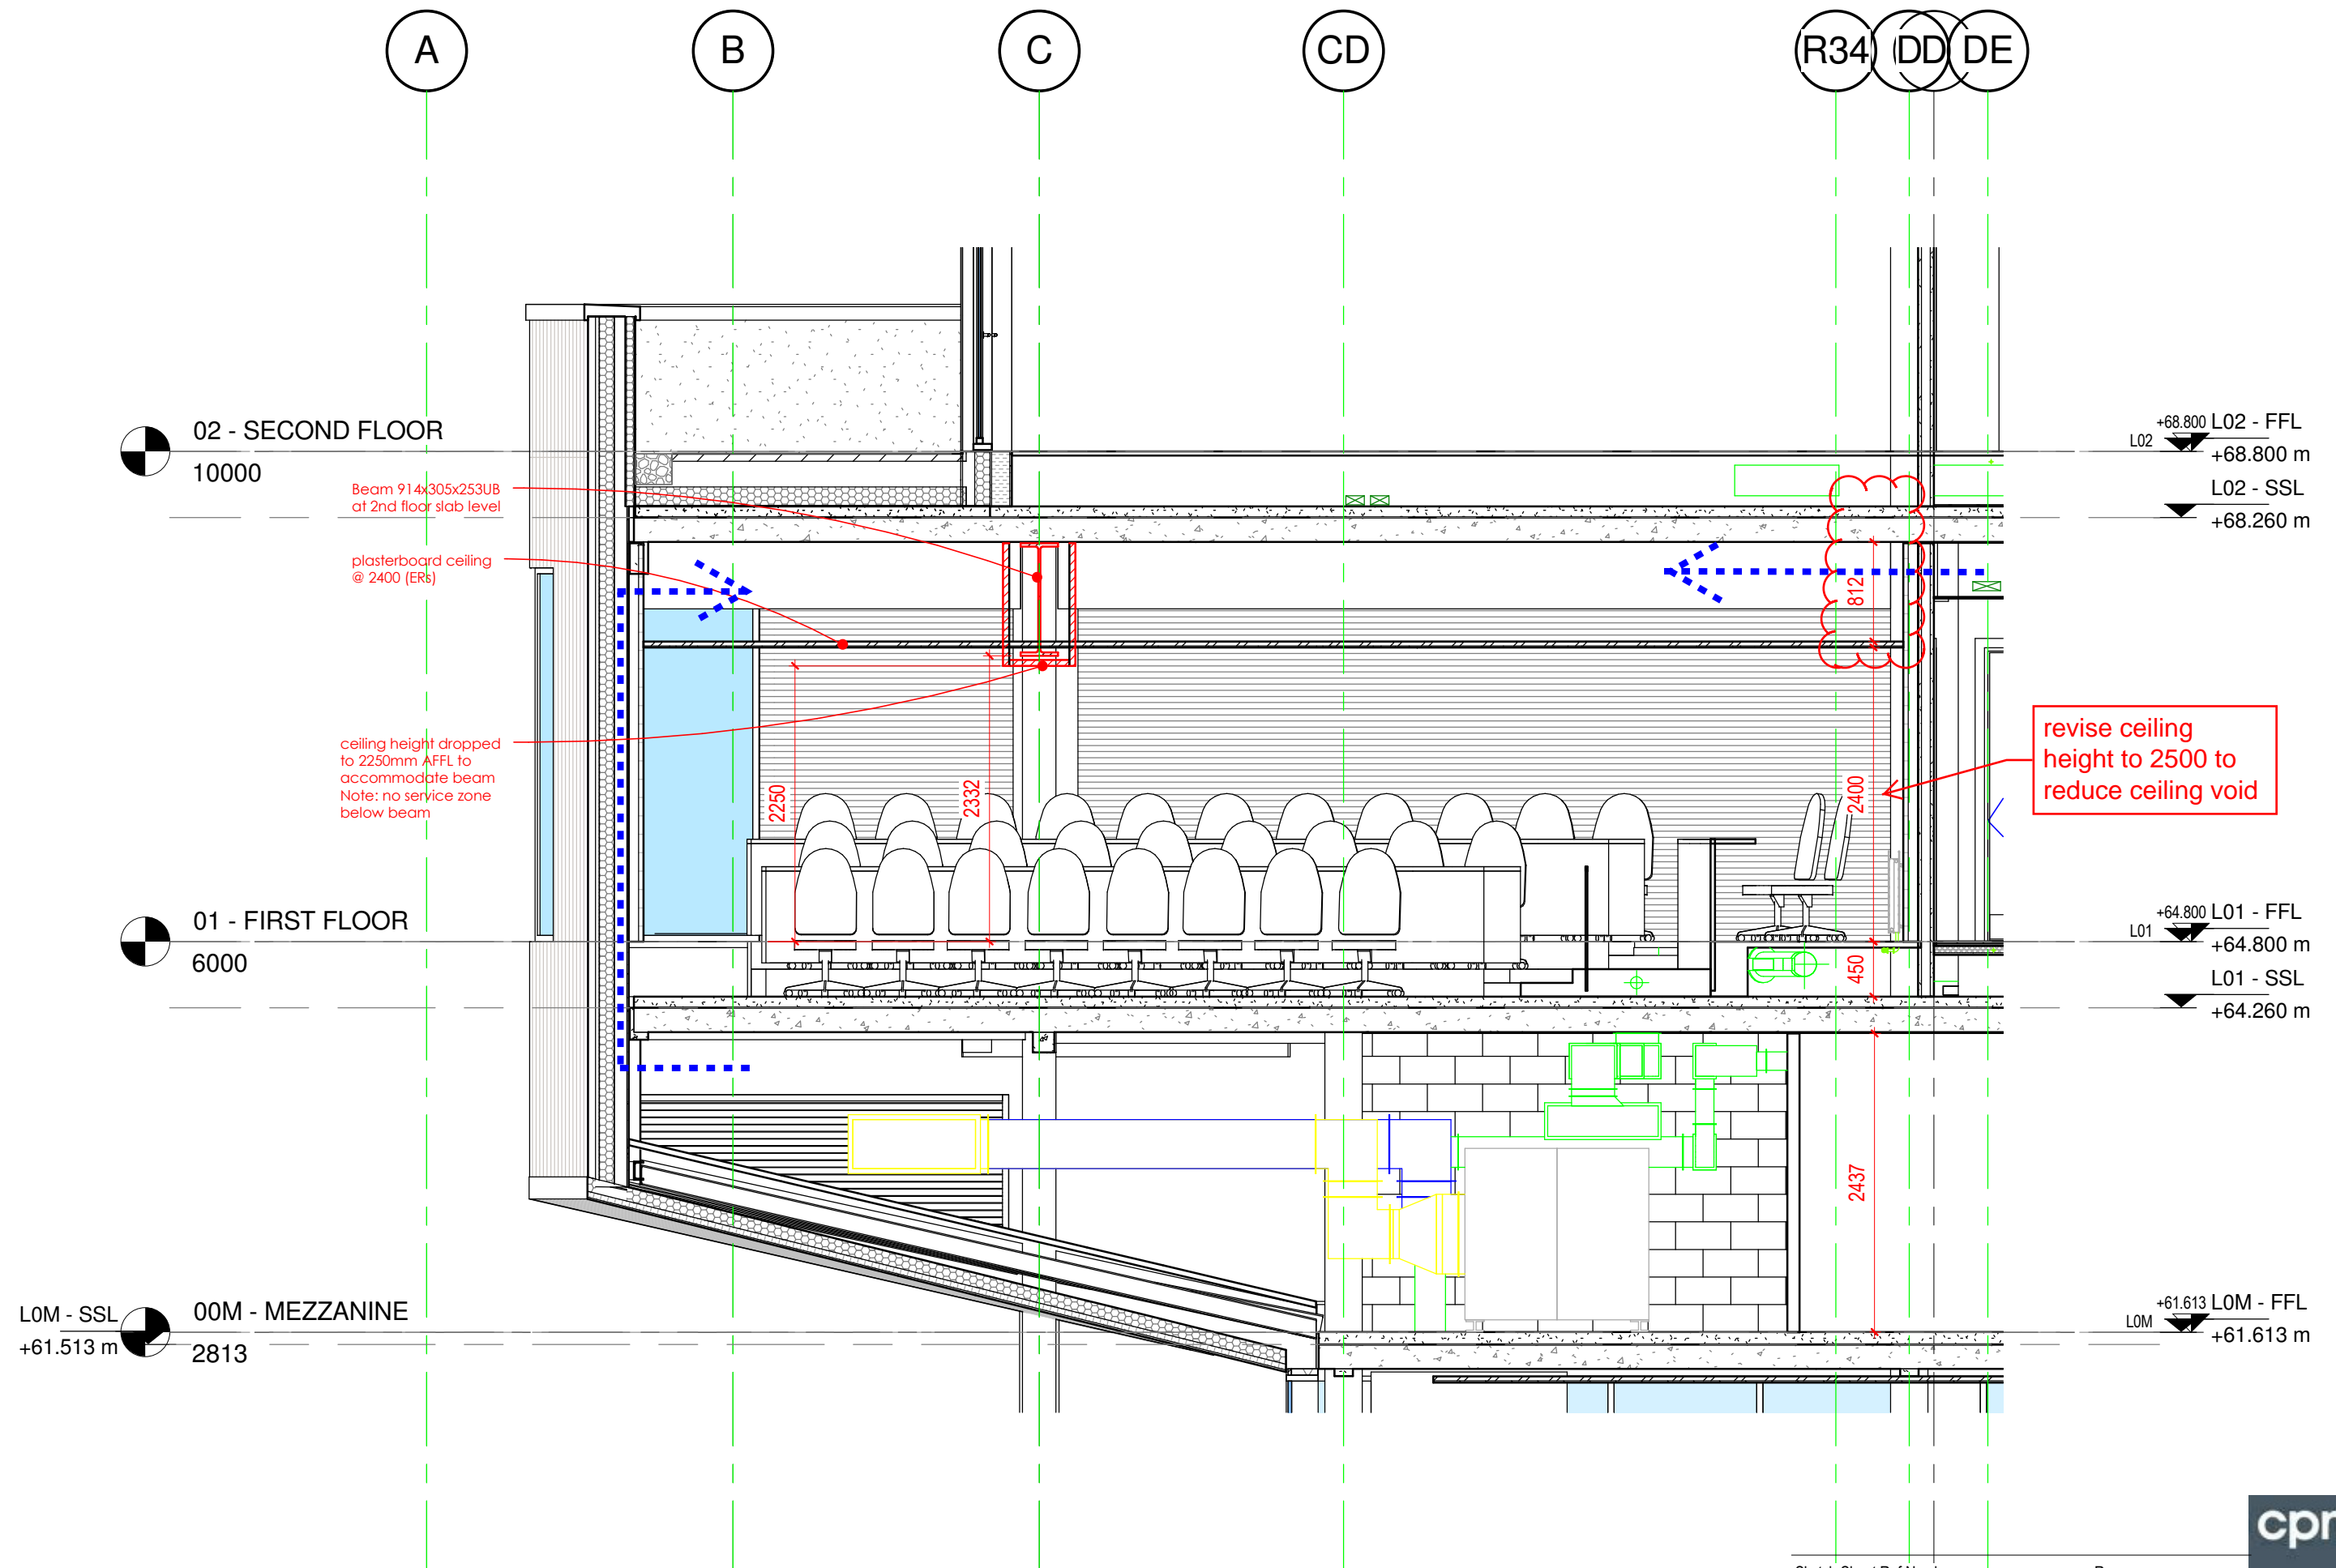 A
B
C
CD
R34
DD
DE
02 - SECOND FLOOR
10000
Beam 914x305x253UB
at 2nd floor slab level
plasterboard ceiling
@ 2400 (ERs)
ceiling height dropped
to 2250mm AFFL to
accommodate beam
Note: no service zone
below beam
2250
2332
812
2400
450
2437
revise ceiling
height to 2500 to
reduce ceiling void
+68.800 L02 - FFL
L02
+68.800 m
L02 - SSL
+68.260 m
01 - FIRST FLOOR
6000
+64.800 L01 - FFL
L01
+64.800 m
L01 - SSL
+64.260 m
L0M - SSL
+61.513 m
00M - MEZZANINE
2813
+61.613 L0M - FFL
L0M
+61.613 m